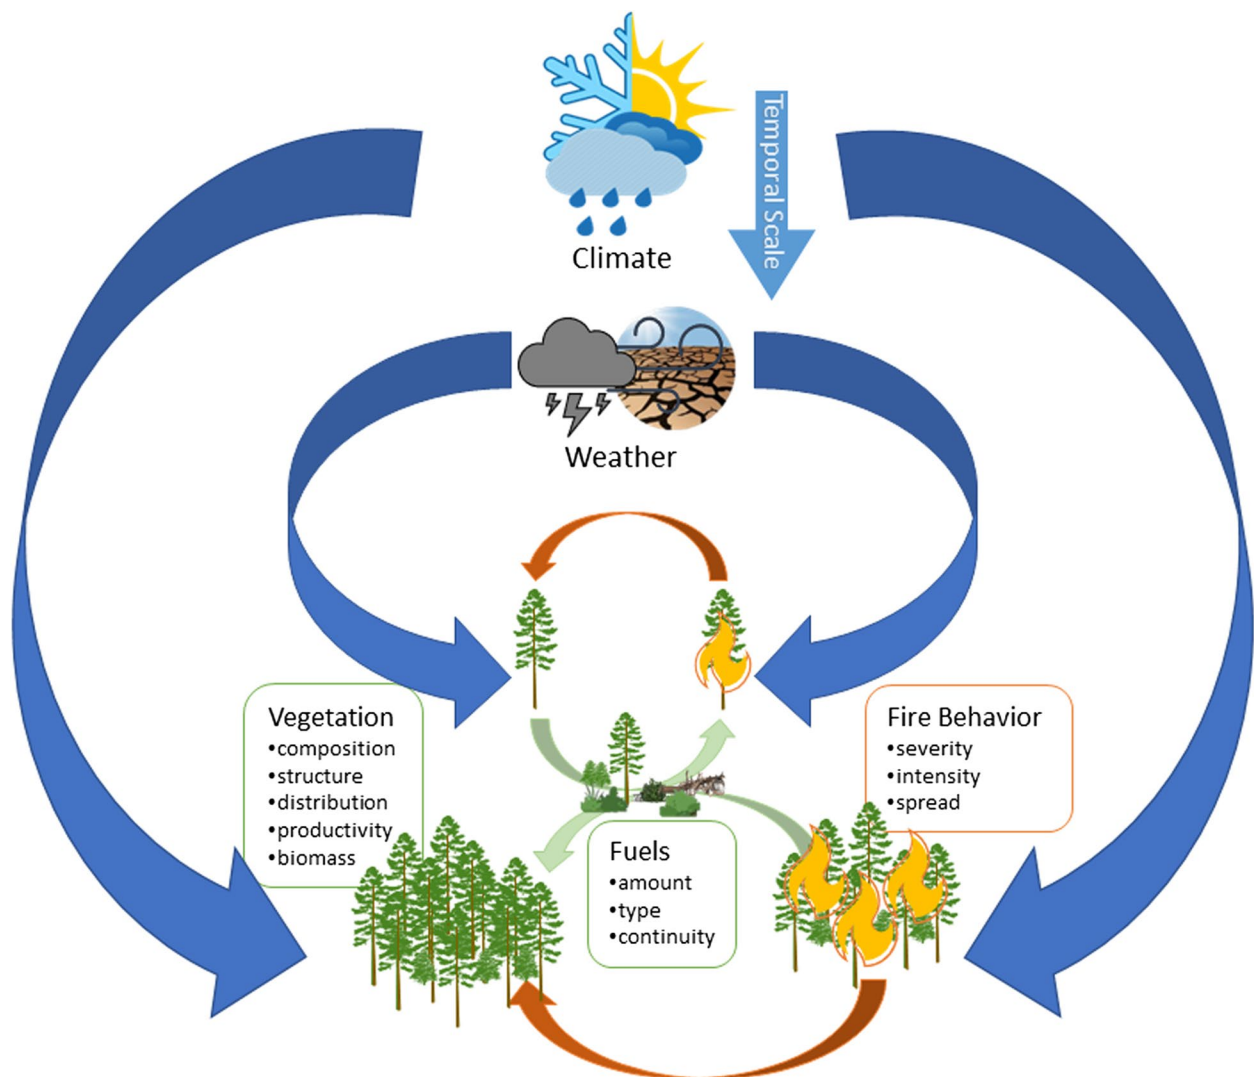 Temporal Scale
Climate
Weather
Vegetation
•composition
•structure
•distribution
•productivity
•biomass
Fire Behavior
•severity
•intensity
•spread
Fuels
•amount
•type
•continuity